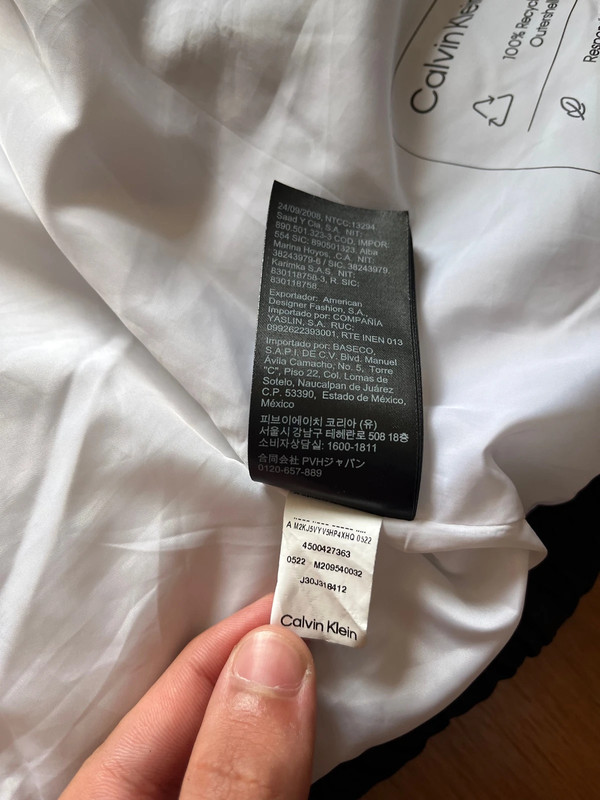 Calvin Klein
100% Recyc
Outershel
Respon
24/09/2008, NTCC:13294
Saad Y Cia, S.A. NIT:
890.501.323-3 COD. IMPOR.
554 SIC: 890501323. Alba
Marina Hoyos. .C.A. NIT:
38243979-6 / SIC. 38243979.
Karimka S.A.S. NIT:
830118758-3, R. SIC:
830118758
Exportador: American
Designer Fashion, S.A.,
Importado por: COMPAÑIA
YASLIN, S.A. RUC:
0992622393001, RTE INEN 013
Importado por: BASECO,
S.A.P.I. DE C.V. Blvd. Manuel
Ávila Camacho; No. 5, Torre
"C", Piso 22, Col. Lomas de
Sotelo, Naucalpan de Juárez
C.P. 53390, Estado de México,
México
피브이에이치 코리아 (유)
서울시 강남구 테헤란로 508 18층
소비자상담실: 1600-1811
合同会社 PVHジャパン
0120-657-889
A M2KJ5VYV5HP4XHQ 0522
4500427363
0522 M209540032
J30J318412
Calvin Klein